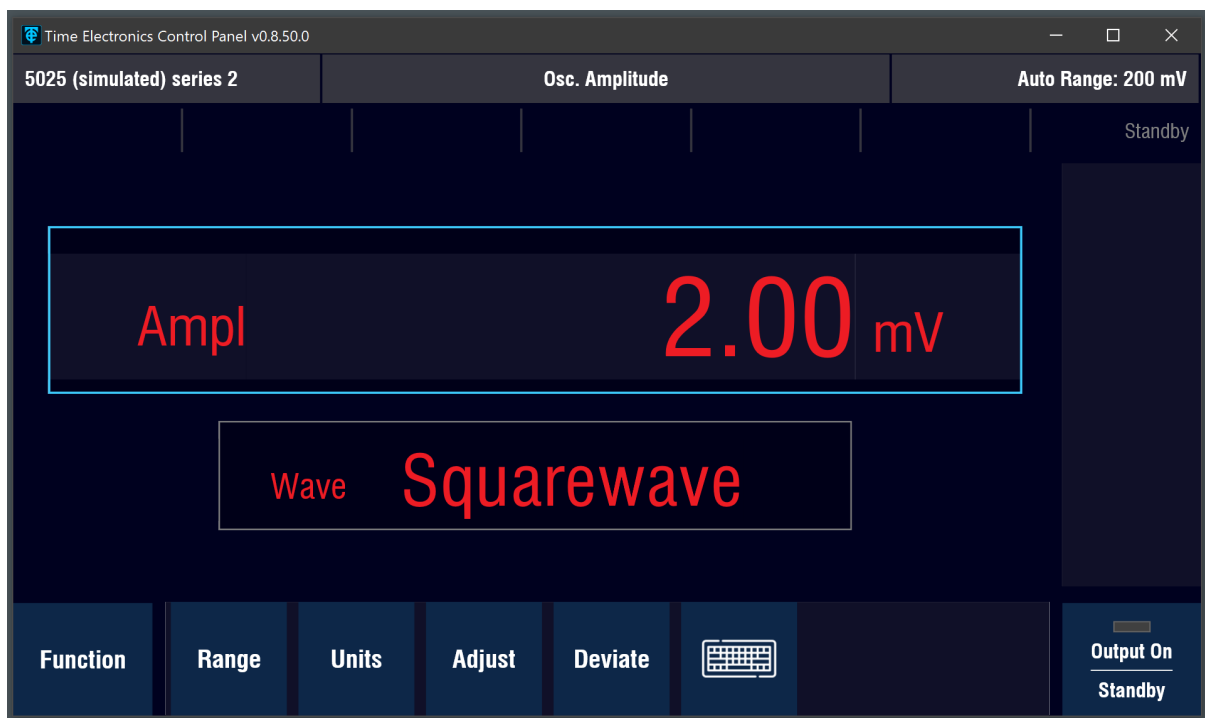 Time Electronics Control Panel v0.8.50.0
5025 (simulated) series 2 Osc. Amplitude Auto Range: 200 mV
Standby
Ampl 2.00 mV
Wave Squarewave
Function Range Units Adjust Deviate Output On
Standby